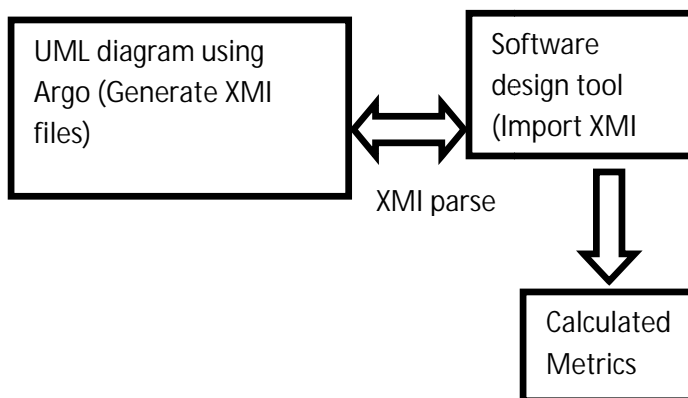 UML diagram using
Argo (Generate XMI
files)
Software
design tool
(Import XMI
XMI parse
Calculated
Metrics